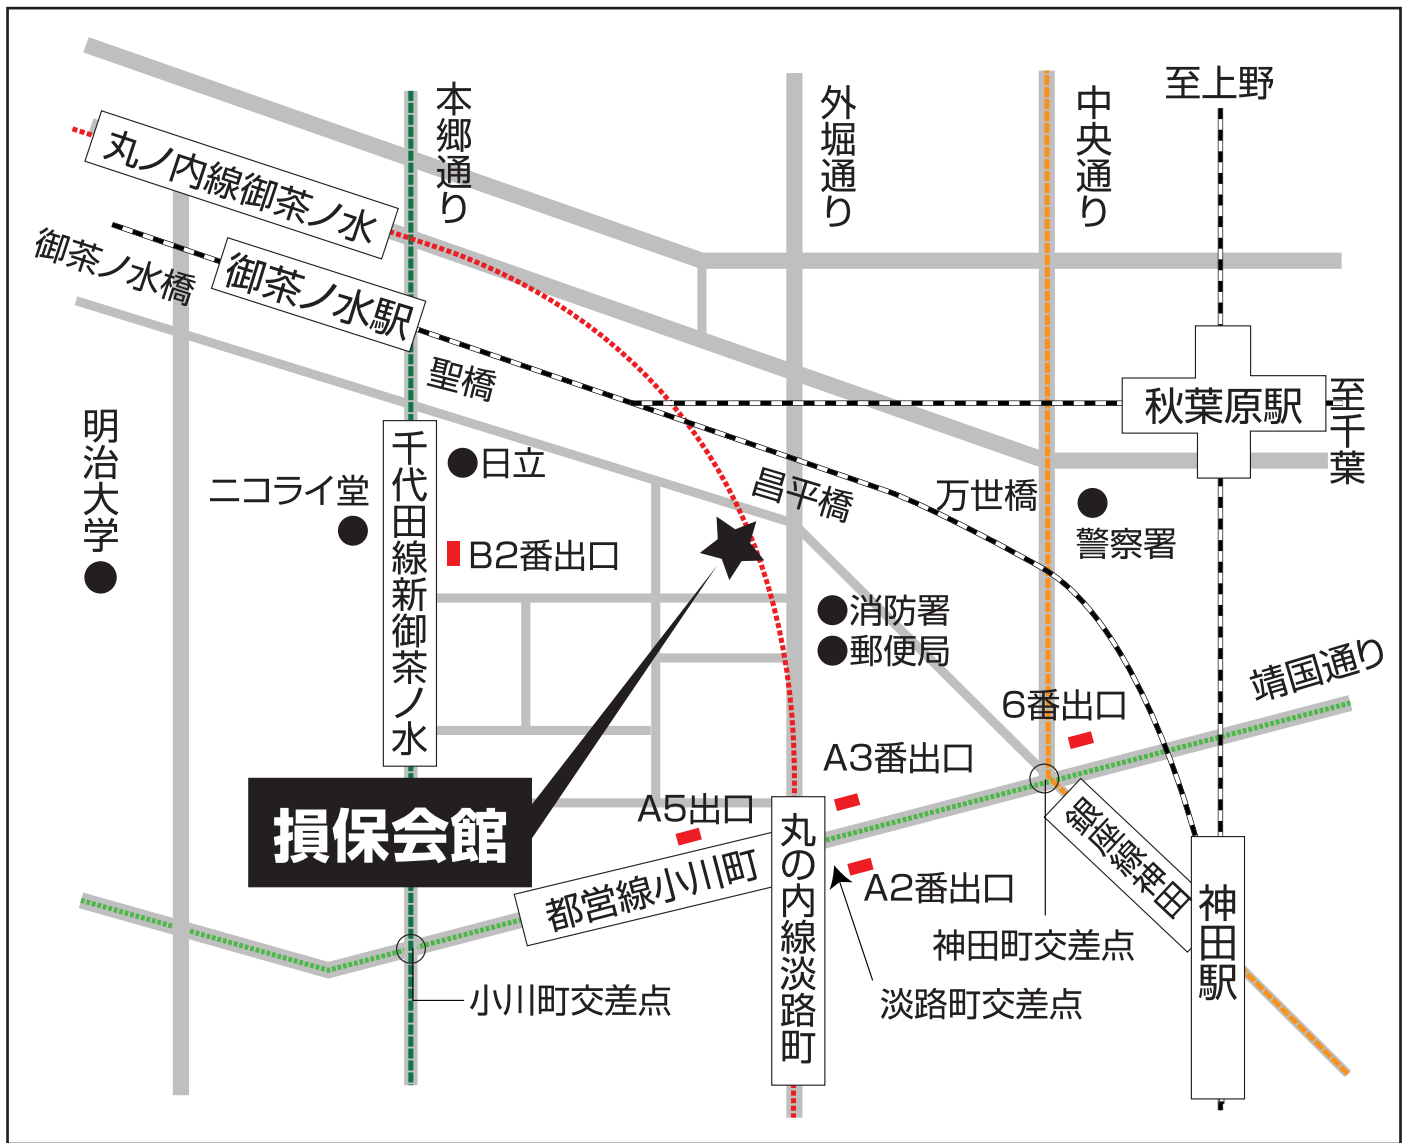 至上野
本郷通り
外堀通り
中央通り
丸ノ内線御茶ノ水
御茶ノ水橋
御茶ノ水駅
聖橋
秋葉原駅
至千葉
明治大学
ニコライ堂
千代田線新御茶ノ水
日立
B2番出口
昌平橋
万世橋
警察署
消防署
郵便局
靖国通り
6番出口
A3番出口
A5出口
損保会館
都営線小川町
丸の内線淡路町
A2番出口
銀座線神田
神田駅
神田町交差点
小川町交差点
淡路町交差点